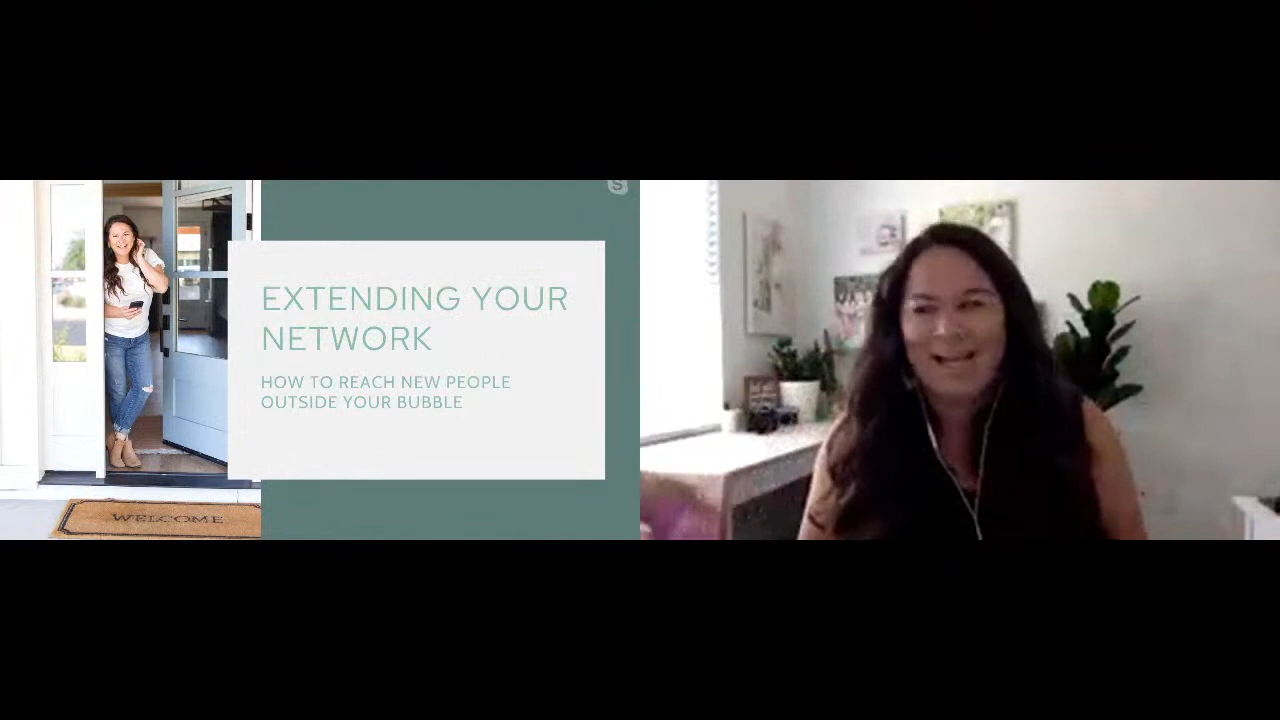 EXTENDING YOUR
NETWORK
HOW TO REACH NEW PEOPLE
OUTSIDE YOUR BUBBLE
WELCOME
S